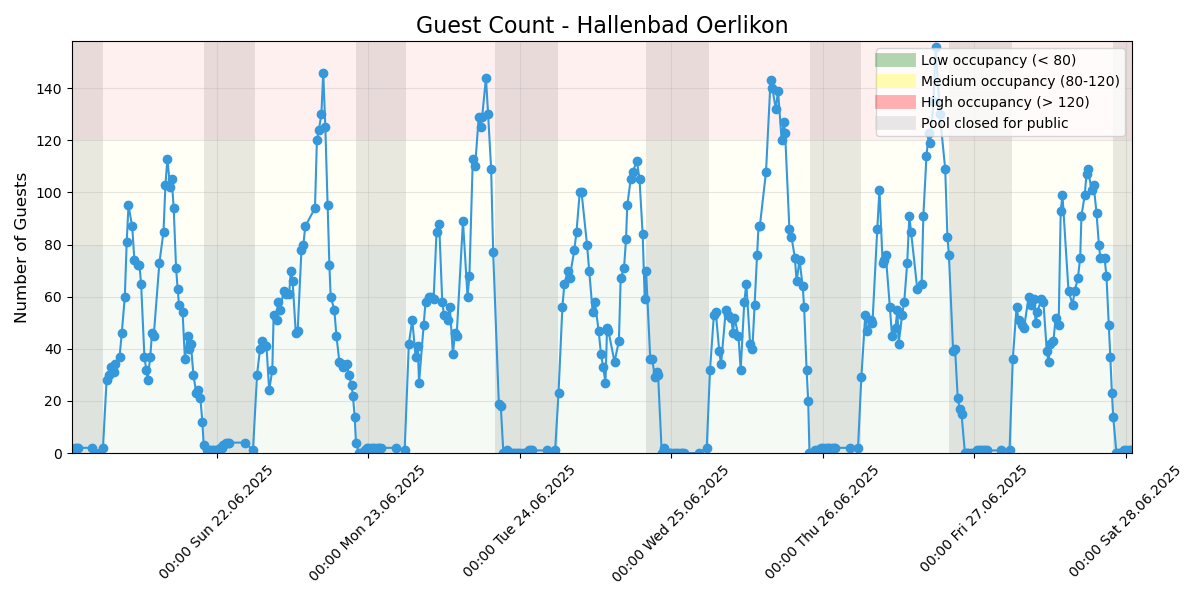 Guest Count - Hallenbad Oerlikon
Number of Guests
140
120
100
80
60
40
20
0
Low occupancy (< 80)
Medium occupancy (80-120)
High occupancy (> 120)
Pool closed for public
00:00 Sun 22.06.2025
00:00 Mon 23.06.2025
00:00 Tue 24.06.2025
00:00 Wed 25.06.2025
00:00 Thu 26.06.2025
00:00 Fri 27.06.2025
00:00 Sat 28.06.2025